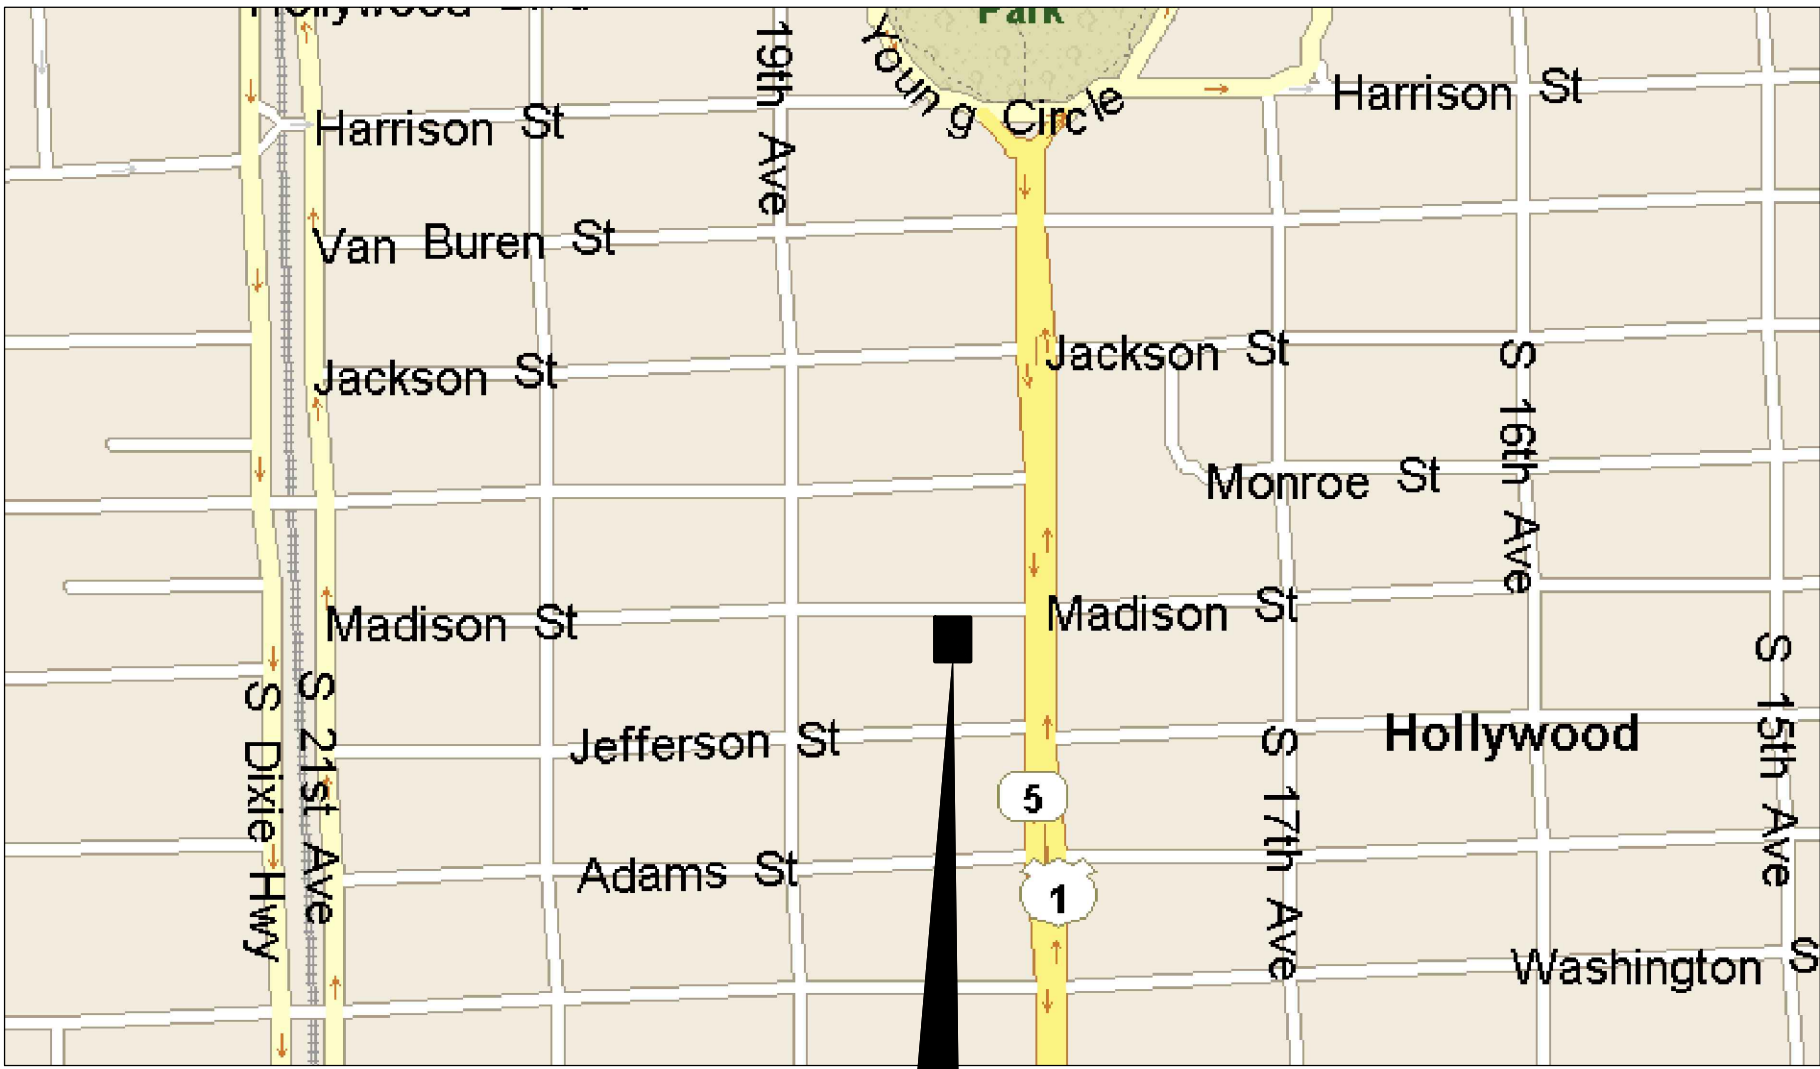 Hollywood Blvd
Park
19th Ave
Young Circle
Harrison St
Harrison St
Van Buren St
Jackson St
Jackson St
S 16th Ave
Monroe St
Madison St
Madison St
S 15th Ave
S Dixie Hwy
S 21st Ave
Jefferson St
Hollywood
S 17th Ave
5
Adams St
1
Washington S